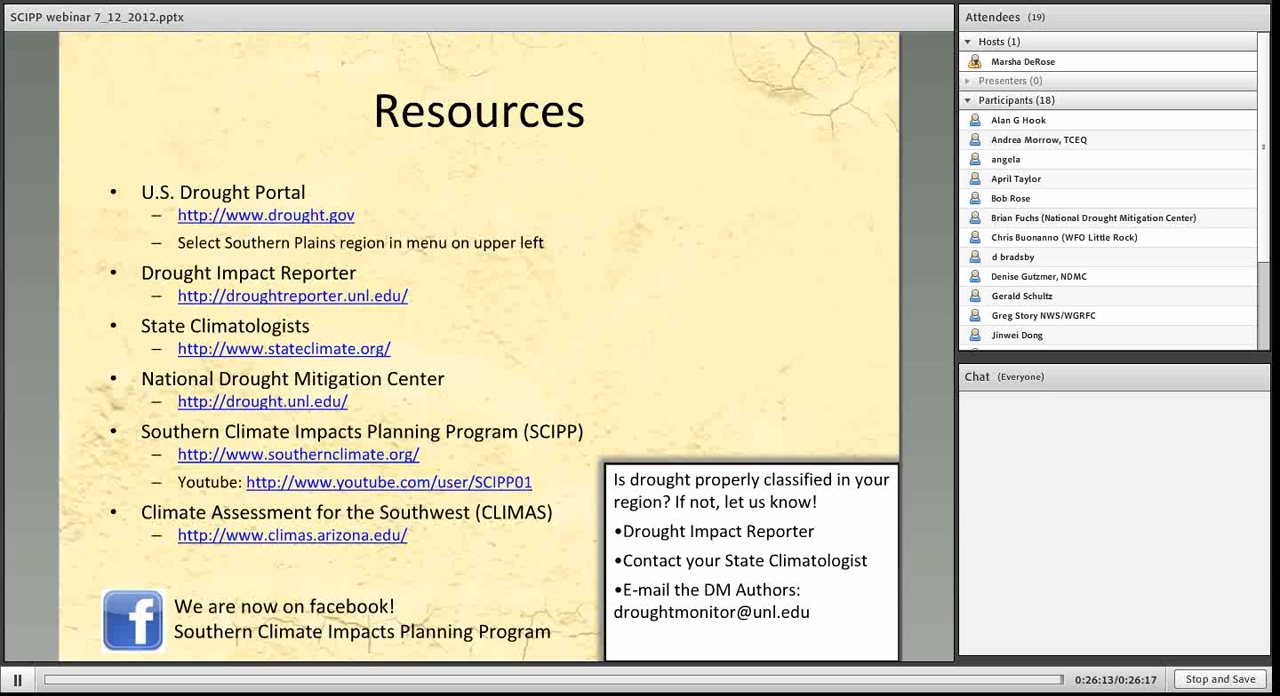 SCIPP webinar 7_12_2012.pptx
Resources
• U.S. Drought Portal
– http://www.drought.gov
– Select Southern Plains region in menu on upper left
• Drought Impact Reporter
– http://droughtreporter.unl.edu/
• State Climatologists
– http://www.stateclimate.org/
• National Drought Mitigation Center
– http://drought.unl.edu/
• Southern Climate Impacts Planning Program (SCIPP)
– http://www.southernclimate.org/
– Youtube: http://www.youtube.com/user/SCIPP01
• Climate Assessment for the Southwest (CLIMAS)
– http://www.climas.arizona.edu/
f
We are now on facebook!
Southern Climate Impacts Planning Program
Is drought properly classified in your
region? If not, let us know!
•Drought Impact Reporter
•Contact your State Climatologist
•E-mail the DM Authors:
droughtmonitor@unl.edu
Attendees (19)
Hosts (1)
Marsha DeRose
Presenters (0)
Participants (18)
Alan G Hook
Andrea Morrow, TCEQ
angela
April Taylor
Bob Rose
Brian Fuchs (National Drought Mitigation Center)
Chris Buonanno (WFO Little Rock)
d bradsby
Denise Gutzmer, NDMC
Gerald Schultz
Greg Story NWS/WGRFC
Jinwei Dong
Chat (Everyone)
0:26:13/0:26:17
Stop and Save